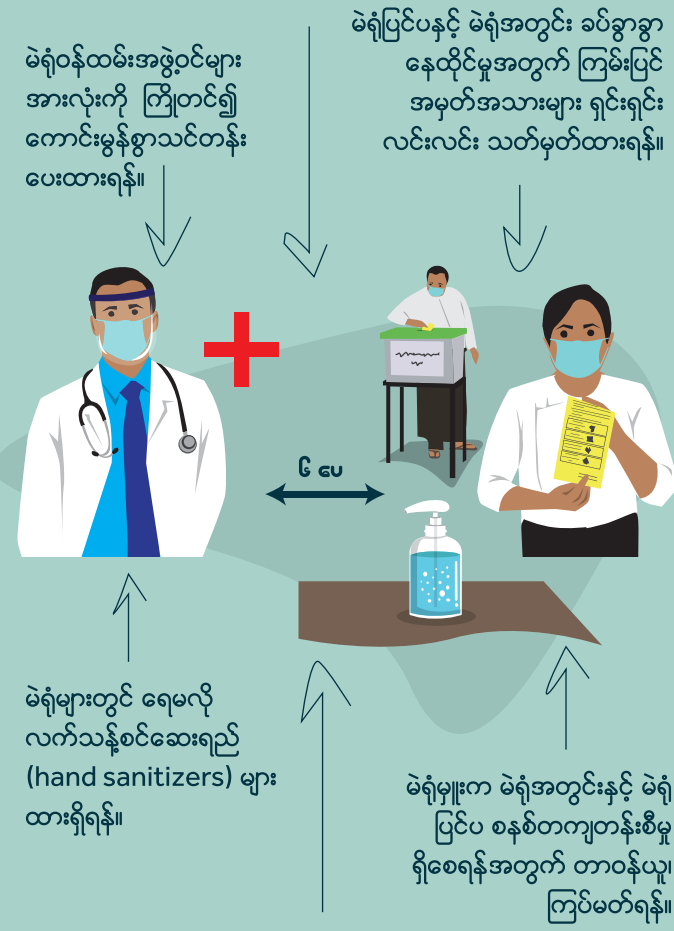 မဲရုံဝန်ထမ်းအဖွဲ့ဝင်များ
အားလုံးကို ကြိုတင်၍
ကောင်းမွန်စွာသင်တန်း
ပေးထားရန်။
မဲရုံပြင်ပနှင့် မဲရုံအတွင်း ခပ်ခွာခွာ
နေထိုင်မှုအတွက် ကြမ်းပြင်
အမှတ်အသားများ ရှင်းရှင်း
လင်းလင်း သတ်မှတ်ထားရန်။
၆ ပေ
မဲရုံများတွင် ရေမလို
လက်သန့်စင်ဆေးရည်
(hand sanitizers) များ
ထားရှိရန်။
မဲရုံမှူးက မဲရုံအတွင်းနှင့် မဲရုံ
ပြင်ပ စနစ်တကျတန်းစီမှု
ရှိစေရန်အတွက် တာဝန်ယူ၊
ကြပ်မတ်ရန်။